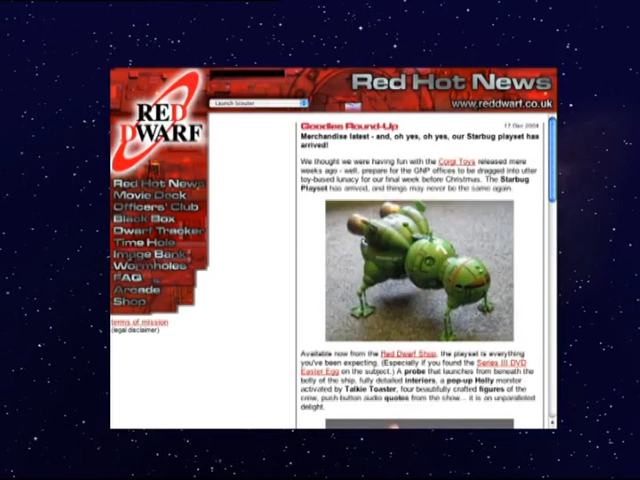 Red Hot News
RED
DWARF
Launch Scouter
www.reddwarf.co.uk
Goodies Round-Up
17 Dec 2004
Merchandise latest - and, oh yes, oh yes, our Starbug playset has
arrived!
We thought we were having fun with the Corgi Toys released mere
weeks ago - well, prepare for the GNP offices to be dragged into utter
toy-based lunacy for our final week before Christmas. The Starbug
Playset has arrived, and things may never be the same again.
Red Hot News
Movie Deck
Officers' Club
Black Box
Dwarf Tracker
Time Hole
Image Bank
Wormholes
FAQ
Arcade
Shop
terms of mission
(legal disclaimer)
Available now from the Red Dwarf Shop, the playset is everything
you've been expecting. (Especially if you found the Series III DVD
Easter Egg on the subject.) A probe that launches from beneath the
belly of the ship, fully detailed interiors, a pop-up Holly monitor
activated by Talkie Toaster, four beautifully crafted figures of the
crew, push-button audio quotes from the show... it is an unparalleled
delight.